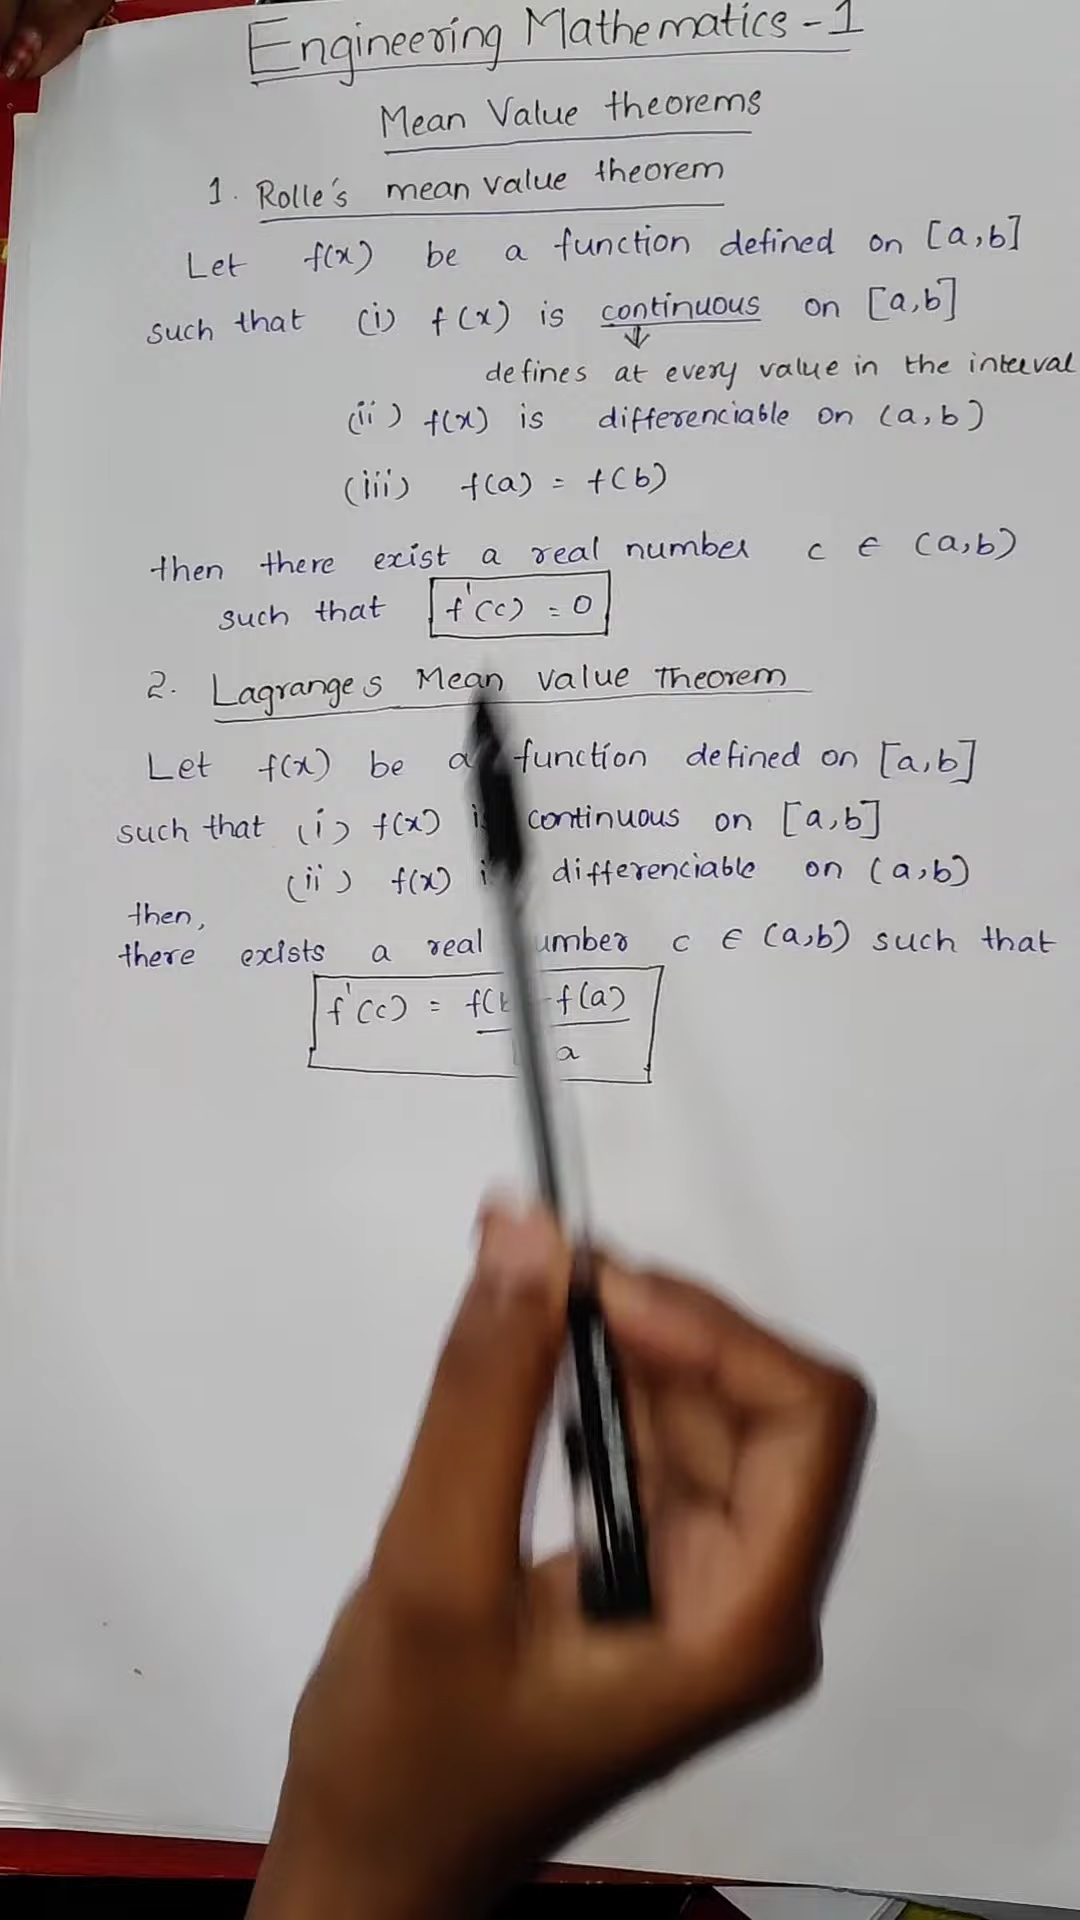 Engineering Mathematics - 1
Mean Value theorems
1. Rolle's mean value theorem
Let f(x) be a function defined on [a,b]
such that (i) f(x) is continuous on [a,b]
defines at every value in the interval
(ii) f(x) is differenciable on (a,b)
(iii) f(a) = f(b)
then there exist a real number c ∈ (a,b)
such that f'(c) = 0
2. Lagranges Mean Value Theorem
Let f(x) be a function defined on [a,b]
such that (i) f(x) is continuous on [a,b]
(ii) f(x) differenciable on (a,b)
then,
there exists a real c ∈ (a,b) such that
f'(c) = f(a)
a